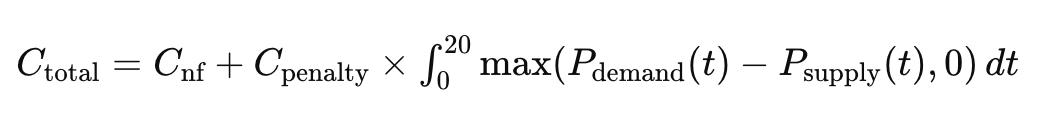 C_total = C_nf + C_penalty × ∫_0^20 max(P_demand(t) − P_supply(t), 0) dt